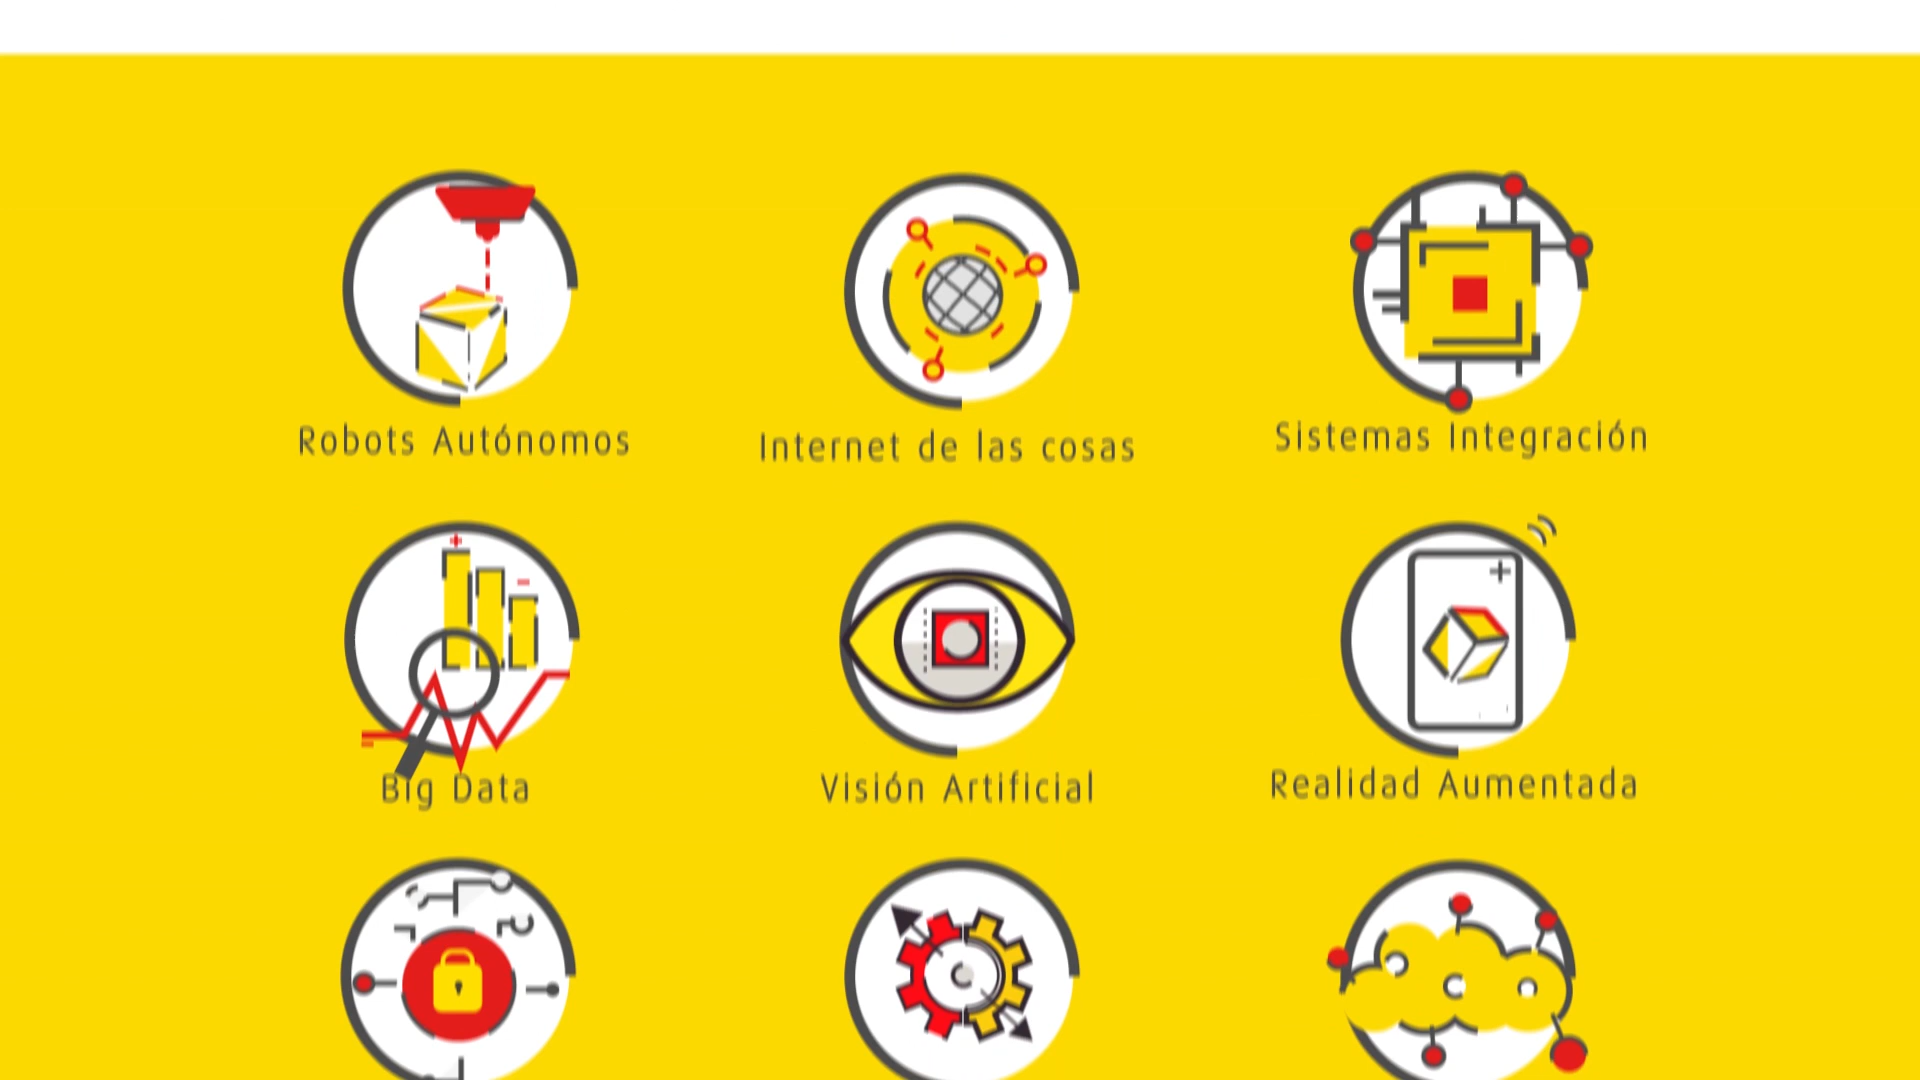 Robots Autónomos
Internet de las cosas
Sistemas Integración
Big Data
Visión Artificial
Realidad Aumentada